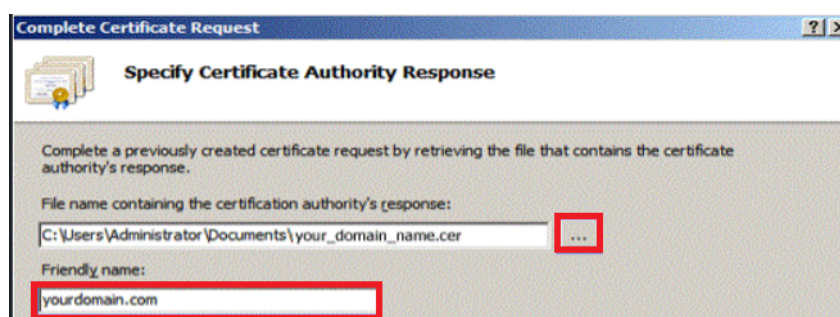 Complete Certificate Request
Specify Certificate Authority Response
Complete a previously created certificate request by retrieving the file that contains the certificate
authority's response.
File name containing the certification authority's response:
C:\Users\Administrator\Documents\your_domain_name.cer
...
Friendly name:
yourdomain.com